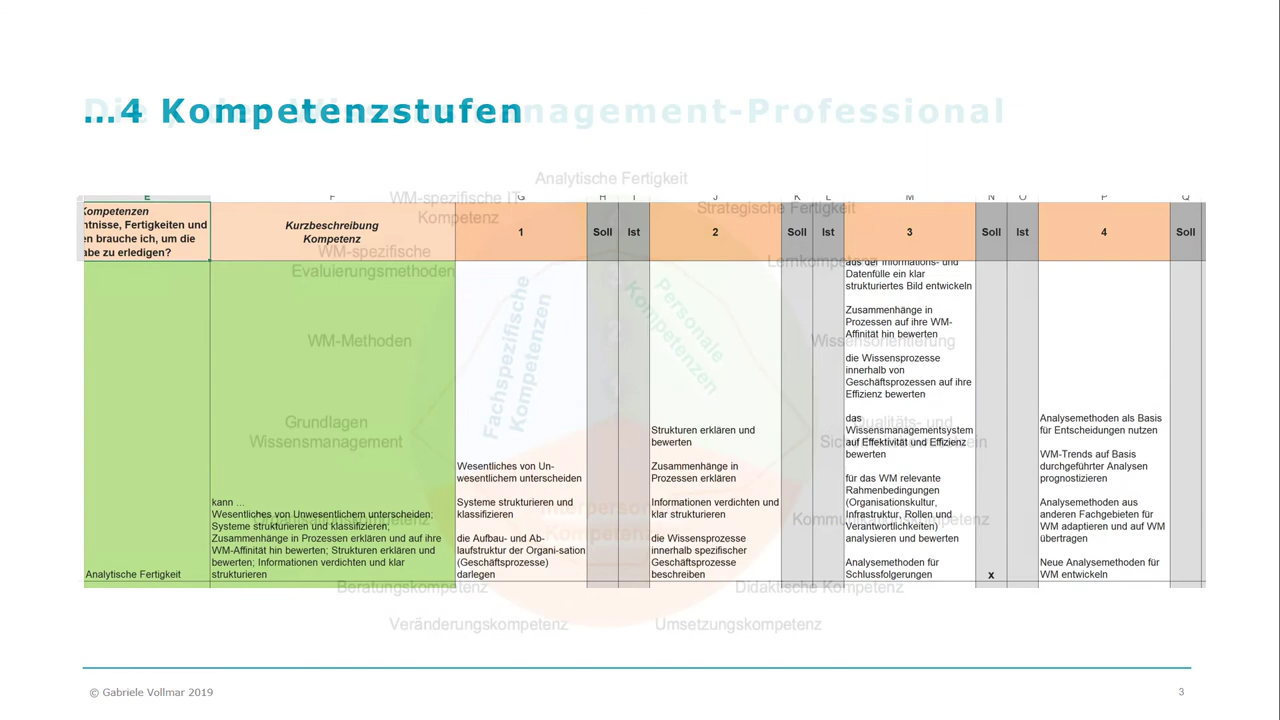 …4 Kompetenzstufen
nagement-Professional
Analytische Fertigkeit
WM-spezifische IT
Kompetenz
Strategische Fertigkeit
WM-spezifische
Evaluierungsmethoden
Lernkompetenz
WM-Methoden
Wissensorientierung
Fachspezifische
Kompetenzen
Personale
Kompetenzen
Grundlagen
Wissensmanagement
Qualitäts- und
Beratungskompetenz
Didaktische Kompetenz
Veränderungskompetenz
Umsetzungskompetenz
E F G H I J K L M N O P Q
Kompetenzen
ntnisse, Fertigkeiten und
en brauche ich, um die
abe zu erledigen?
Kurzbeschreibung
Kompetenz
1 Soll Ist 2 Soll Ist 3 Soll Ist 4 Soll
Analytische Fertigkeit
kann ...
Wesentliches von Unwesentlichem unterscheiden;
Systeme strukturieren und klassifizieren;
Zusammenhänge in Prozessen erklären und auf ihre
WM-Affinität hin bewerten; Strukturen erklären und
bewerten; Informationen verdichten und klar
strukturieren
Wesentliches von Un-
wesentlichem unterscheiden
Systeme strukturieren und
klassifizieren
die Aufbau- und Ab-
laufstruktur der Organi-sation
(Geschäftsprozesse)
darlegen
Strukturen erklären und
bewerten
Zusammenhänge in
Prozessen erklären
Informationen verdichten und
klar strukturieren
die Wissensprozesse
innerhalb spezifischer
Geschäftsprozesse
beschreiben
aus der Informations- und
Datenfülle ein klar
strukturiertes Bild entwickeln
Zusammenhänge in
Prozessen auf ihre WM-
Affinität hin bewerten
die Wissensprozesse
innerhalb von
Geschäftsprozessen auf ihre
Effizienz bewerten
das
Wissensmanagementsystem
auf Effektivität und Effizienz
bewerten
für das WM relevante
Rahmenbedingungen
(Organisationskultur,
Infrastruktur, Rollen und
Verantwortlichkeiten)
analysieren und bewerten
Analysemethoden für
Schlussfolgerungen
x
Analysemethoden als Basis
für Entscheidungen nutzen
WM-Trends auf Basis
durchgeführter Analysen
prognostizieren
Analysemethoden aus
anderen Fachgebieten für
WM adaptieren und auf WM
übertragen
Neue Analysemethoden für
WM entwickeln
© Gabriele Vollmar 2019
3